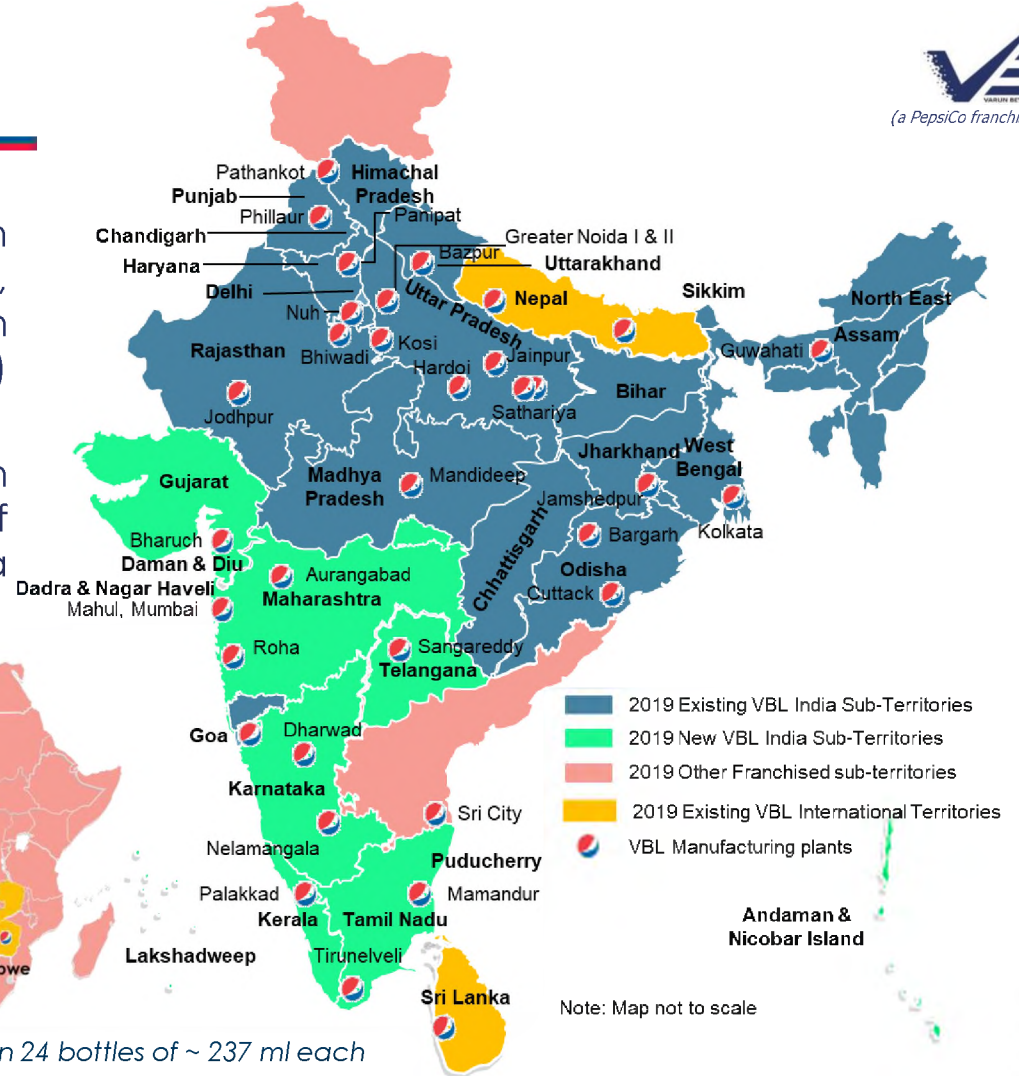 VARUN BE
(a PepsiCo franchi
Pathankot
Himachal
Pradesh
Punjab
Phillaur
Panipat
Chandigarh
Greater Noida I & II
Bazpur
Haryana
Uttarakhand
Delhi
Uttar Pradesh
Nepal
Sikkim
North East
Nuh
Assam
Rajasthan
Bhiwadi
Kosi
Guwahati
Hardoi
Jainpur
Bihar
Jodhpur
Sathariya
Jharkhand
West
Bengal
Gujarat
Madhya
Pradesh
Mandideep
Jamshedpur
Chhattisgarh
Kolkata
Bharuch
Bargarh
Daman & Diu
Aurangabad
Odisha
Dadra & Nagar Haveli
Maharashtra
Cuttack
Mahul, Mumbai
Roha
Sangareddy
Telangana
2019 Existing VBL India Sub-Territories
Goa
Dharwad
2019 New VBL India Sub-Territories
2019 Other Franchised sub-territories
Karnataka
2019 Existing VBL International Territories
Sri City
Nelamangala
VBL Manufacturing plants
Puducherry
Palakkad
Mamandur
Kerala
Tamil Nadu
Andaman &
Nicobar Island
Lakshadweep
Tirunelveli
owe
Sri Lanka
Note: Map not to scale
n 24 bottles of ~ 237 ml each